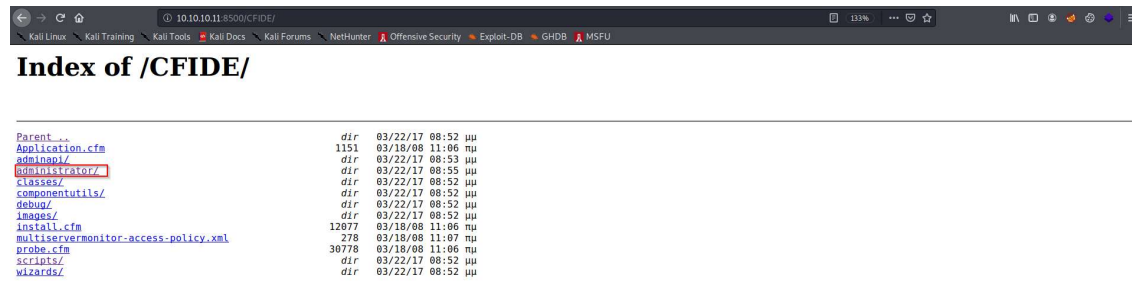 10.10.10.11:8500/CFIDE/
133%
Kali Linux Kali Training Kali Tools Kali Docs Kali Forums NetHunter Offensive Security Exploit-DB GHDB MSFU
Index of /CFIDE/
Parent .. dir 03/22/17 08:52 μμ
Application.cfm 1151 03/18/08 11:06 πμ
adminapi/ dir 03/22/17 08:53 μμ
administrator/ dir 03/22/17 08:55 μμ
classes/ dir 03/22/17 08:52 μμ
componentutils/ dir 03/22/17 08:52 μμ
debug/ dir 03/22/17 08:52 μμ
images/ dir 03/22/17 08:52 μμ
install.cfm 12077 03/18/08 11:06 πμ
multiservermonitor-access-policy.xml 278 03/18/08 11:07 πμ
probe.cfm 30778 03/18/08 11:06 πμ
scripts/ dir 03/22/17 08:52 μμ
wizards/ dir 03/22/17 08:52 μμ